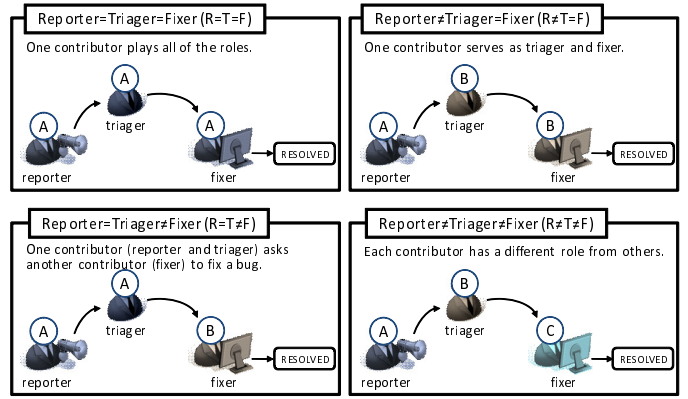 Reporter=Triager=Fixer (R=T=F)
One contributor plays all of the roles.
A
A
A
triager
reporter
fixer
RESOLVED
Reporter≠Triager=Fixer (R≠T=F)
One contributor serves as triager and fixer.
B
A
B
triager
reporter
fixer
RESOLVED
Reporter=Triager≠Fixer (R=T≠F)
One contributor (reporter and triager) asks
another contributor (fixer) to fix a bug.
A
A
B
triager
reporter
fixer
RESOLVED
Reporter≠Triager≠Fixer (R≠T≠F)
Each contributor has a different role from others.
B
A
C
triager
reporter
fixer
RESOLVED